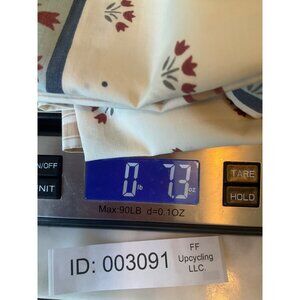 ON/OFF
UNIT
0 lb 7.3 oz
TARE
HOLD
Max:90LB d=0.1OZ
ID: 003091
FF
Upcycling
LLC.